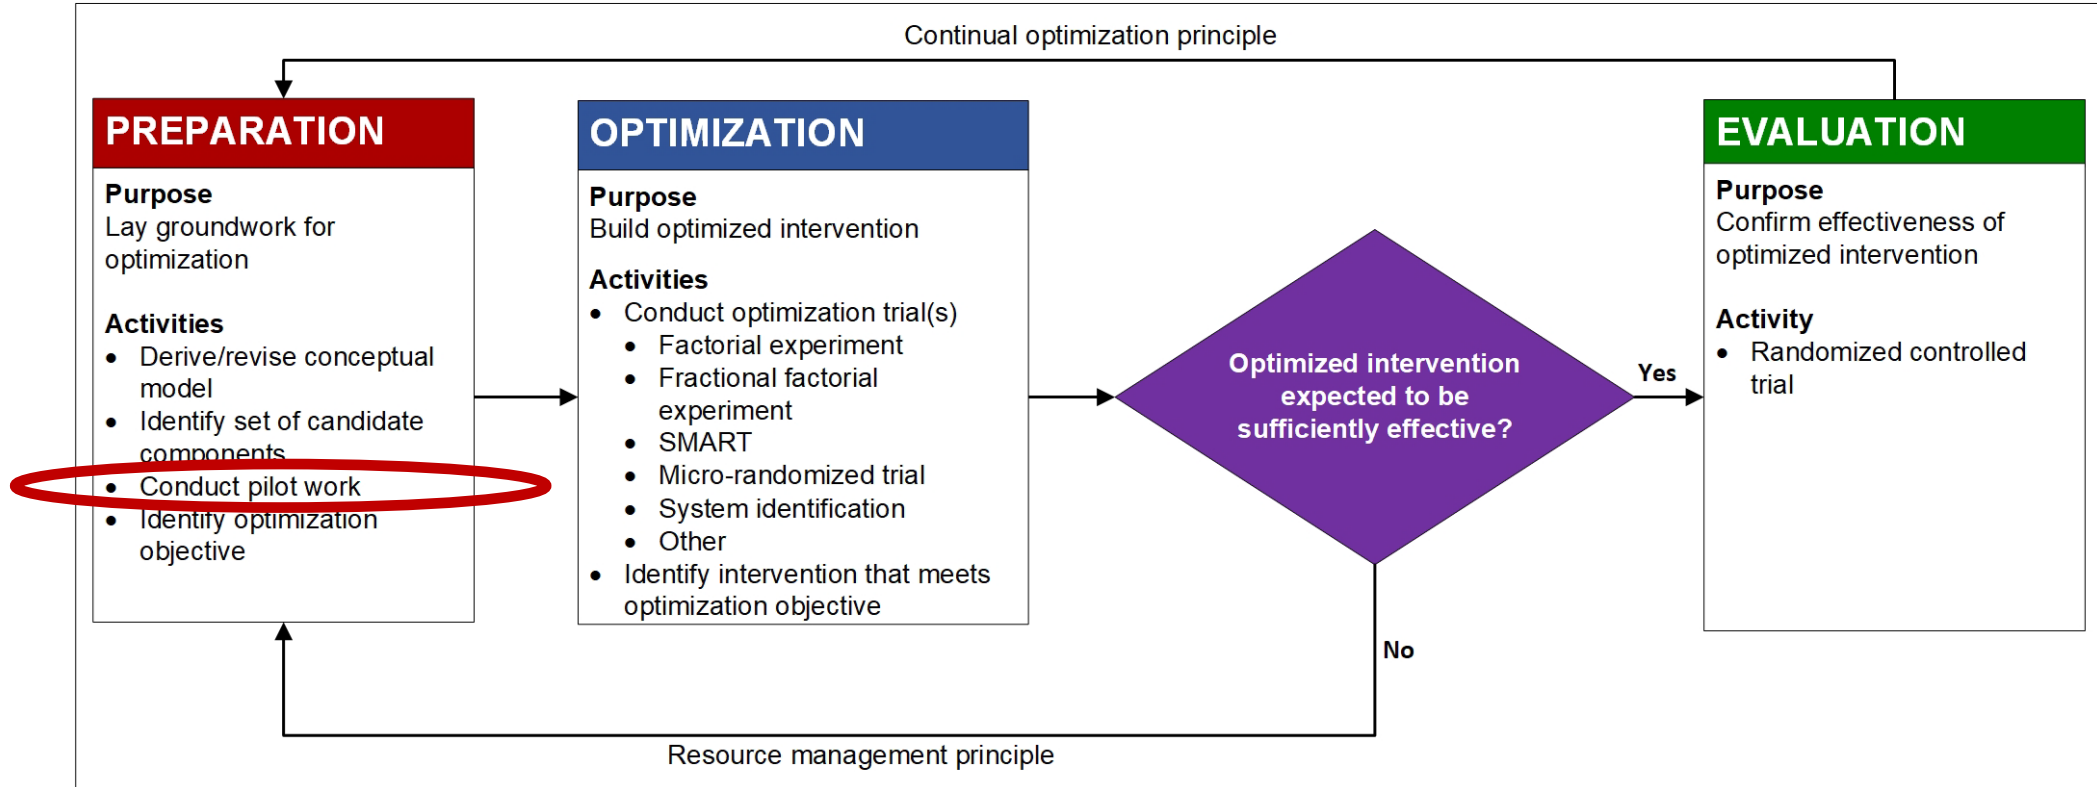 Continual optimization principle
PREPARATION
Purpose
Lay groundwork for
optimization
Activities
• Derive/revise conceptual
model
• Identify set of candidate
components
• Conduct pilot work
• Identify optimization
objective
OPTIMIZATION
Purpose
Build optimized intervention
Activities
• Conduct optimization trial(s)
• Factorial experiment
• Fractional factorial
experiment
• SMART
• Micro-randomized trial
• System identification
• Other
• Identify intervention that meets
optimization objective
Optimized intervention
expected to be
sufficiently effective?
Yes
No
EVALUATION
Purpose
Confirm effectiveness of
optimized intervention
Activity
• Randomized controlled
trial
Resource management principle